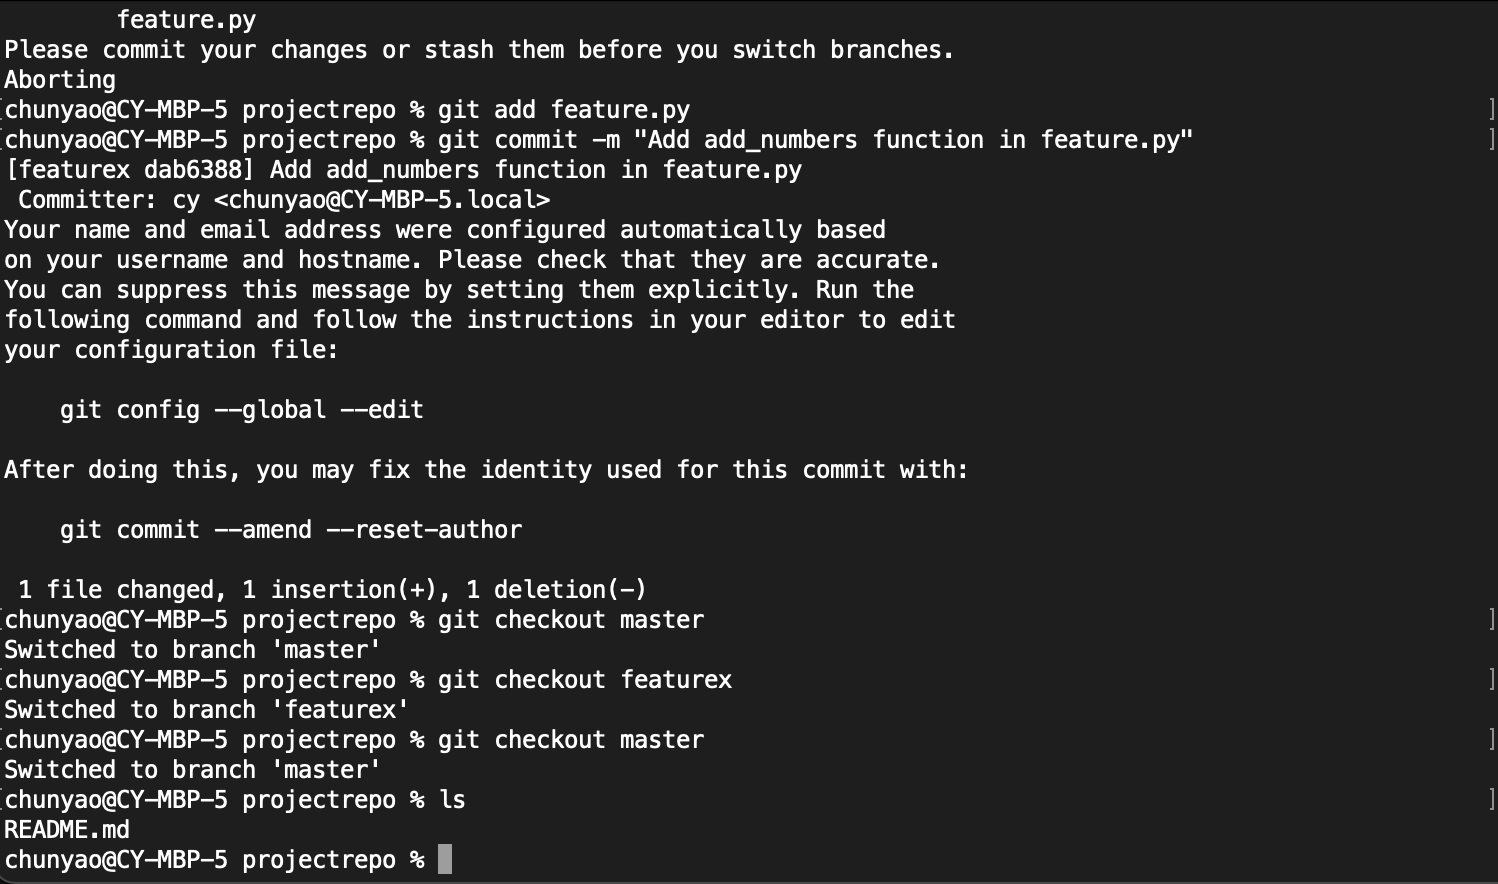 feature.py
Please commit your changes or stash them before you switch branches.
Aborting
[chunyao@CY-MBP-5 projectrepo % git add feature.py ]
[chunyao@CY-MBP-5 projectrepo % git commit -m "Add add_numbers function in feature.py" ]
[featurex dab6388] Add add_numbers function in feature.py
 Committer: cy <chunyao@CY-MBP-5.local>
Your name and email address were configured automatically based
on your username and hostname. Please check that they are accurate.
You can suppress this message by setting them explicitly. Run the
following command and follow the instructions in your editor to edit
your configuration file:
git config --global --edit
After doing this, you may fix the identity used for this commit with:
git commit --amend --reset-author
1 file changed, 1 insertion(+), 1 deletion(-)
[chunyao@CY-MBP-5 projectrepo % git checkout master ]
Switched to branch 'master'
[chunyao@CY-MBP-5 projectrepo % git checkout featurex ]
Switched to branch 'featurex'
[chunyao@CY-MBP-5 projectrepo % git checkout master ]
Switched to branch 'master'
[chunyao@CY-MBP-5 projectrepo % ls ]
README.md
chunyao@CY-MBP-5 projectrepo %